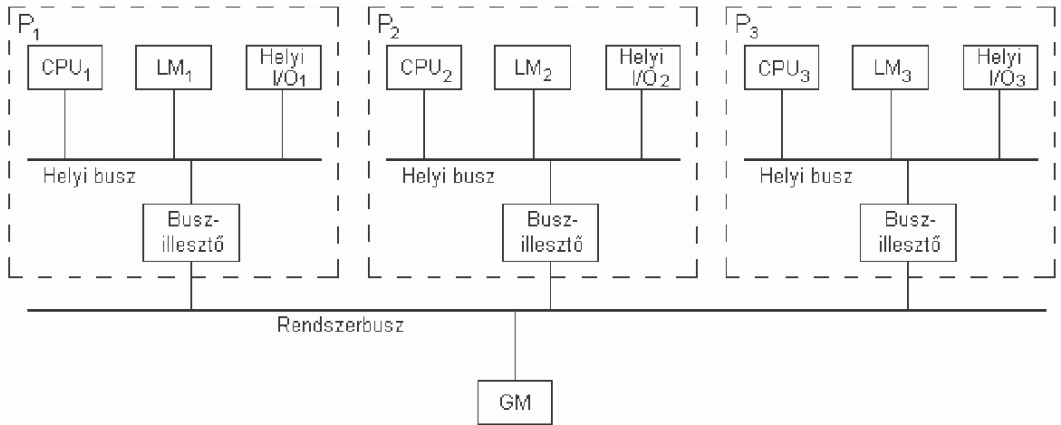 P₁
CPU₁
LM₁
Helyi
I/O₁
Helyi busz
Busz-
illesztő
P₂
CPU₂
LM₂
Helyi
I/O₂
Helyi busz
Busz-
illesztő
P₃
CPU₃
LM₃
Helyi
I/O₃
Helyi busz
Busz-
illesztő
Rendszerbusz
GM